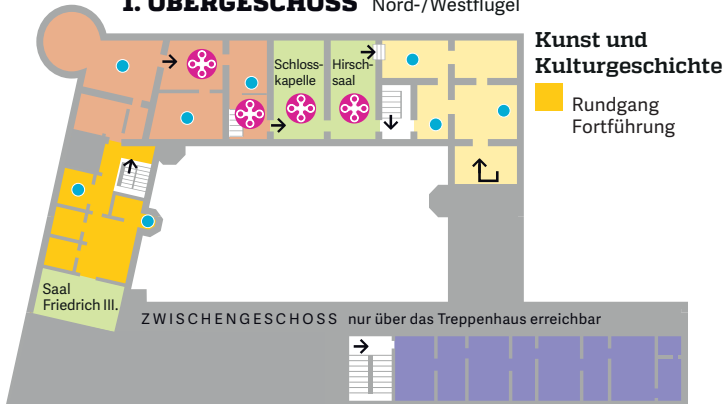 1. ÜBERGESCHOSS Nord-/Westflügel
Kunst und
Kulturgeschichte
Rundgang
Fortführung
Schloss-
kapelle
Hirsch-
saal
Saal
Friedrich III.
ZWISCHENGESCHOSS nur über das Treppenhaus erreichbar